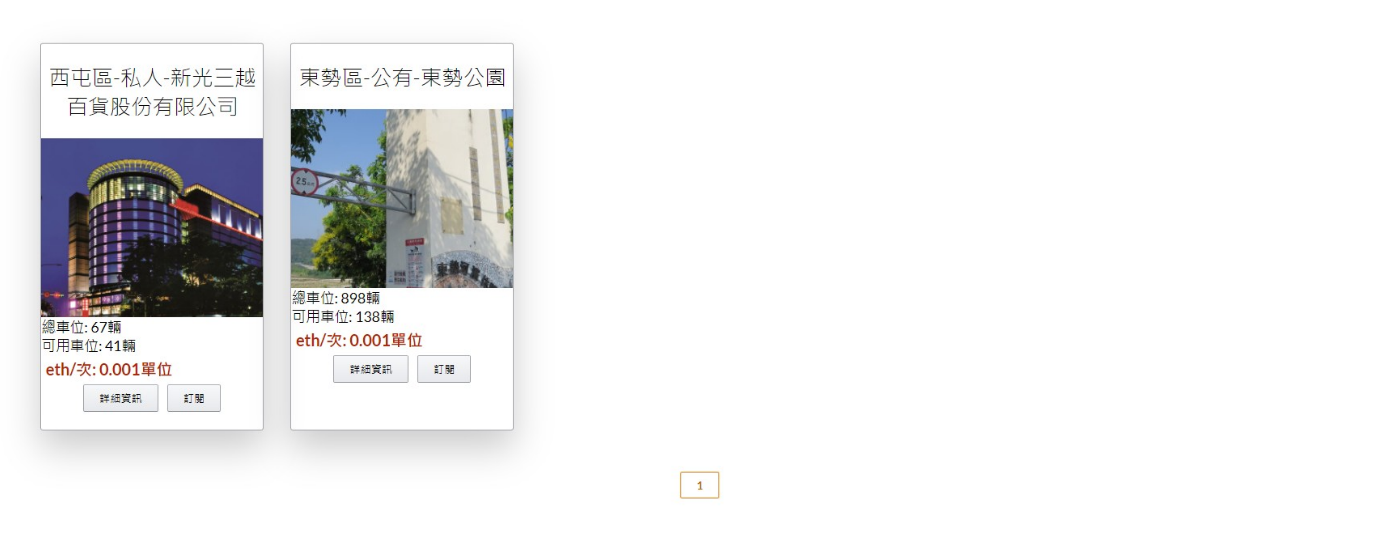 西屯區-私人-新光三越
百貨股份有限公司
總車位: 67輛
可用車位: 41輛
eth/次: 0.001單位
詳細資訊
訂閱
東勢區-公有-東勢公園
25
總車位: 898輛
可用車位: 138輛
eth/次: 0.001單位
詳細資訊
訂閱
1